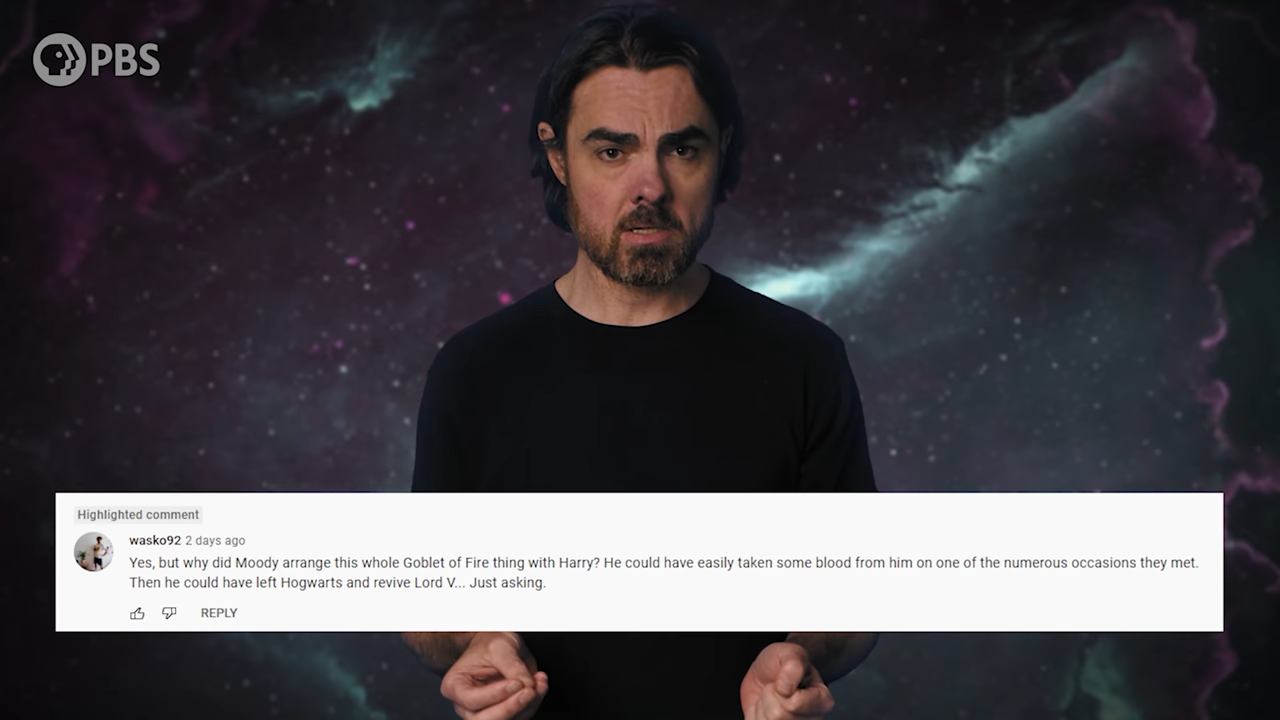 PBS
Highlighted comment
wasko92 2 days ago
Yes, but why did Moody arrange this whole Goblet of Fire thing with Harry? He could have easily taken some blood from him on one of the numerous occasions they met.
Then he could have left Hogwarts and revive Lord V... Just asking.
REPLY